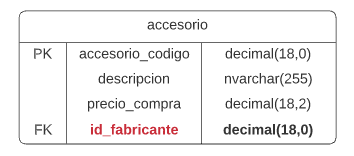 accesorio
PK accesorio_codigo decimal(18,0)
descripcion nvarchar(255)
precio_compra decimal(18,2)
FK id_fabricante decimal(18,0)